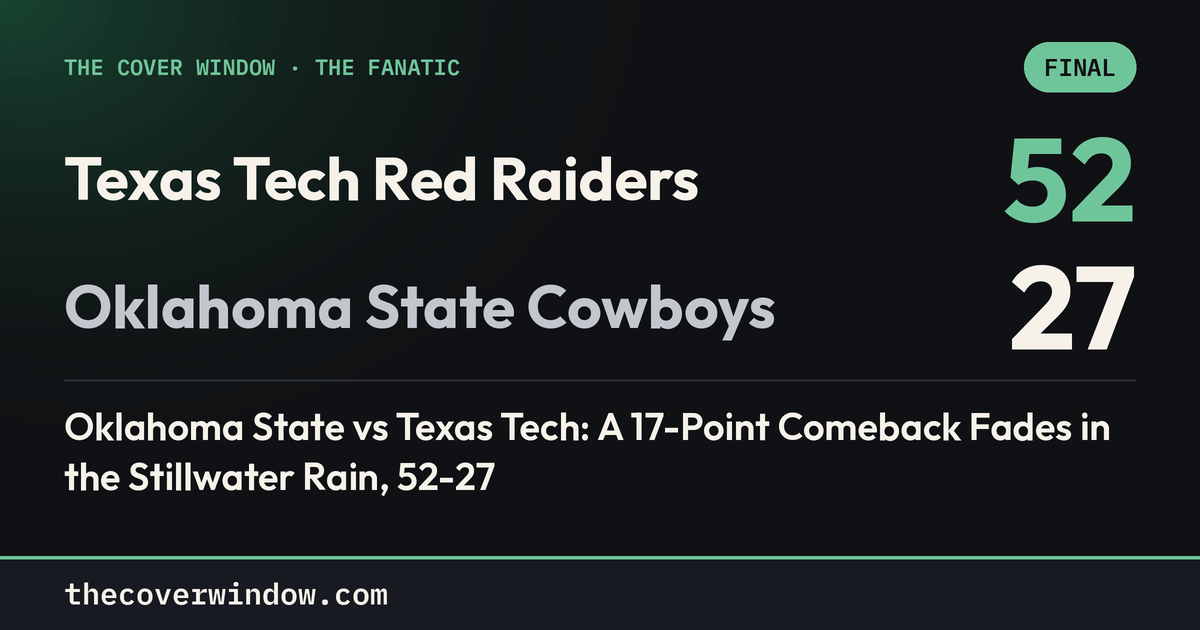 THE COVER WINDOW · THE FANATIC
FINAL
Texas Tech Red Raiders
52
Oklahoma State Cowboys
27
Oklahoma State vs Texas Tech: A 17-Point Comeback Fades in
the Stillwater Rain, 52-27
thecoverwindow.com